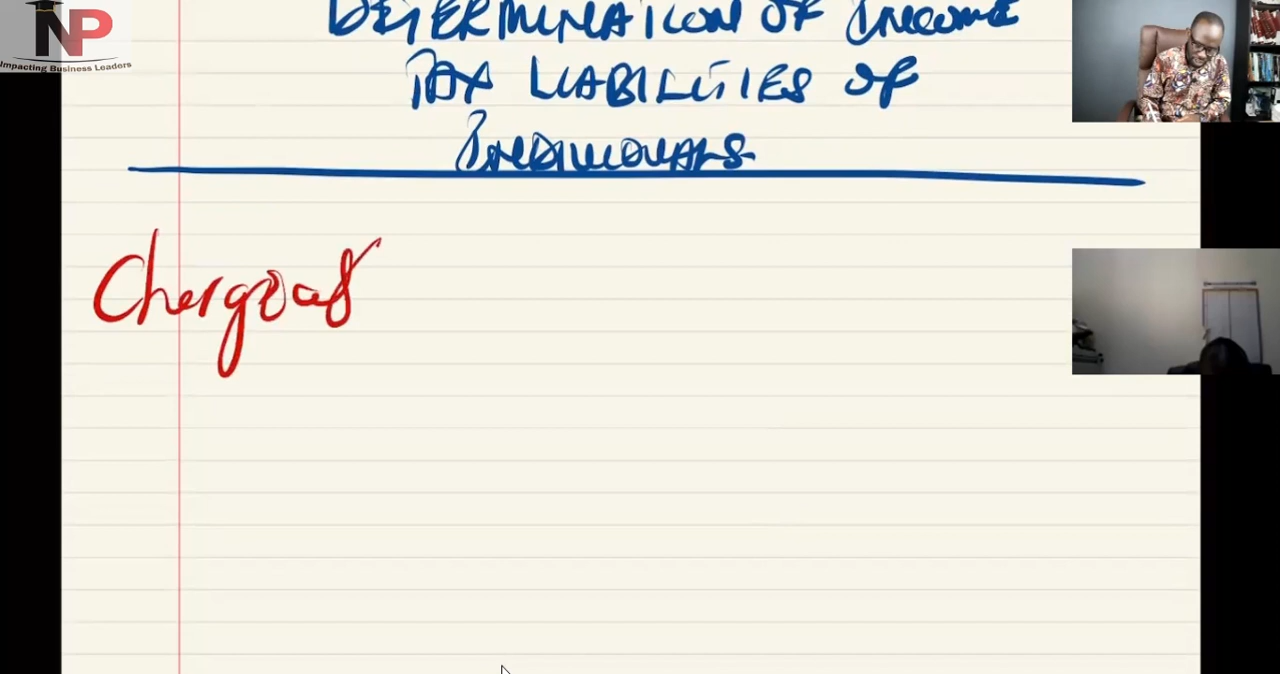 NP
Impacting Business Leaders
DETERMINATION OF INCOME
TAX LIABILITIES OF
INDIVIDUALS